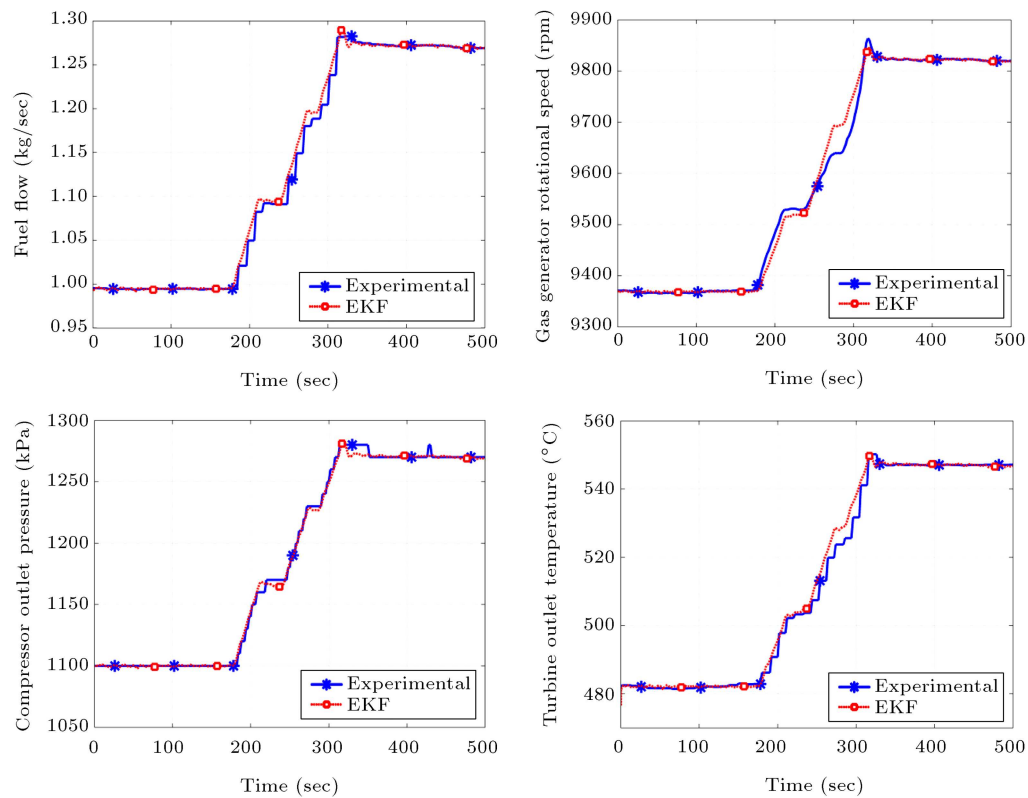 Fuel flow (kg/sec)
1.30
1.25
1.20
1.15
1.10
1.05
1.00
0.95
Experimental
EKF
0 100 200 300 400 500
Time (sec)
Gas generator rotational speed (rpm)
9900
9800
9700
9600
9500
9400
9300
Experimental
EKF
0 100 200 300 400 500
Time (sec)
Compressor outlet pressure (kPa)
1300
1250
1200
1150
1100
1050
Experimental
EKF
0 100 200 300 400 500
Time (sec)
Turbine outlet temperature (°C)
560
540
520
500
480
Experimental
EKF
0 100 200 300 400 500
Time (sec)